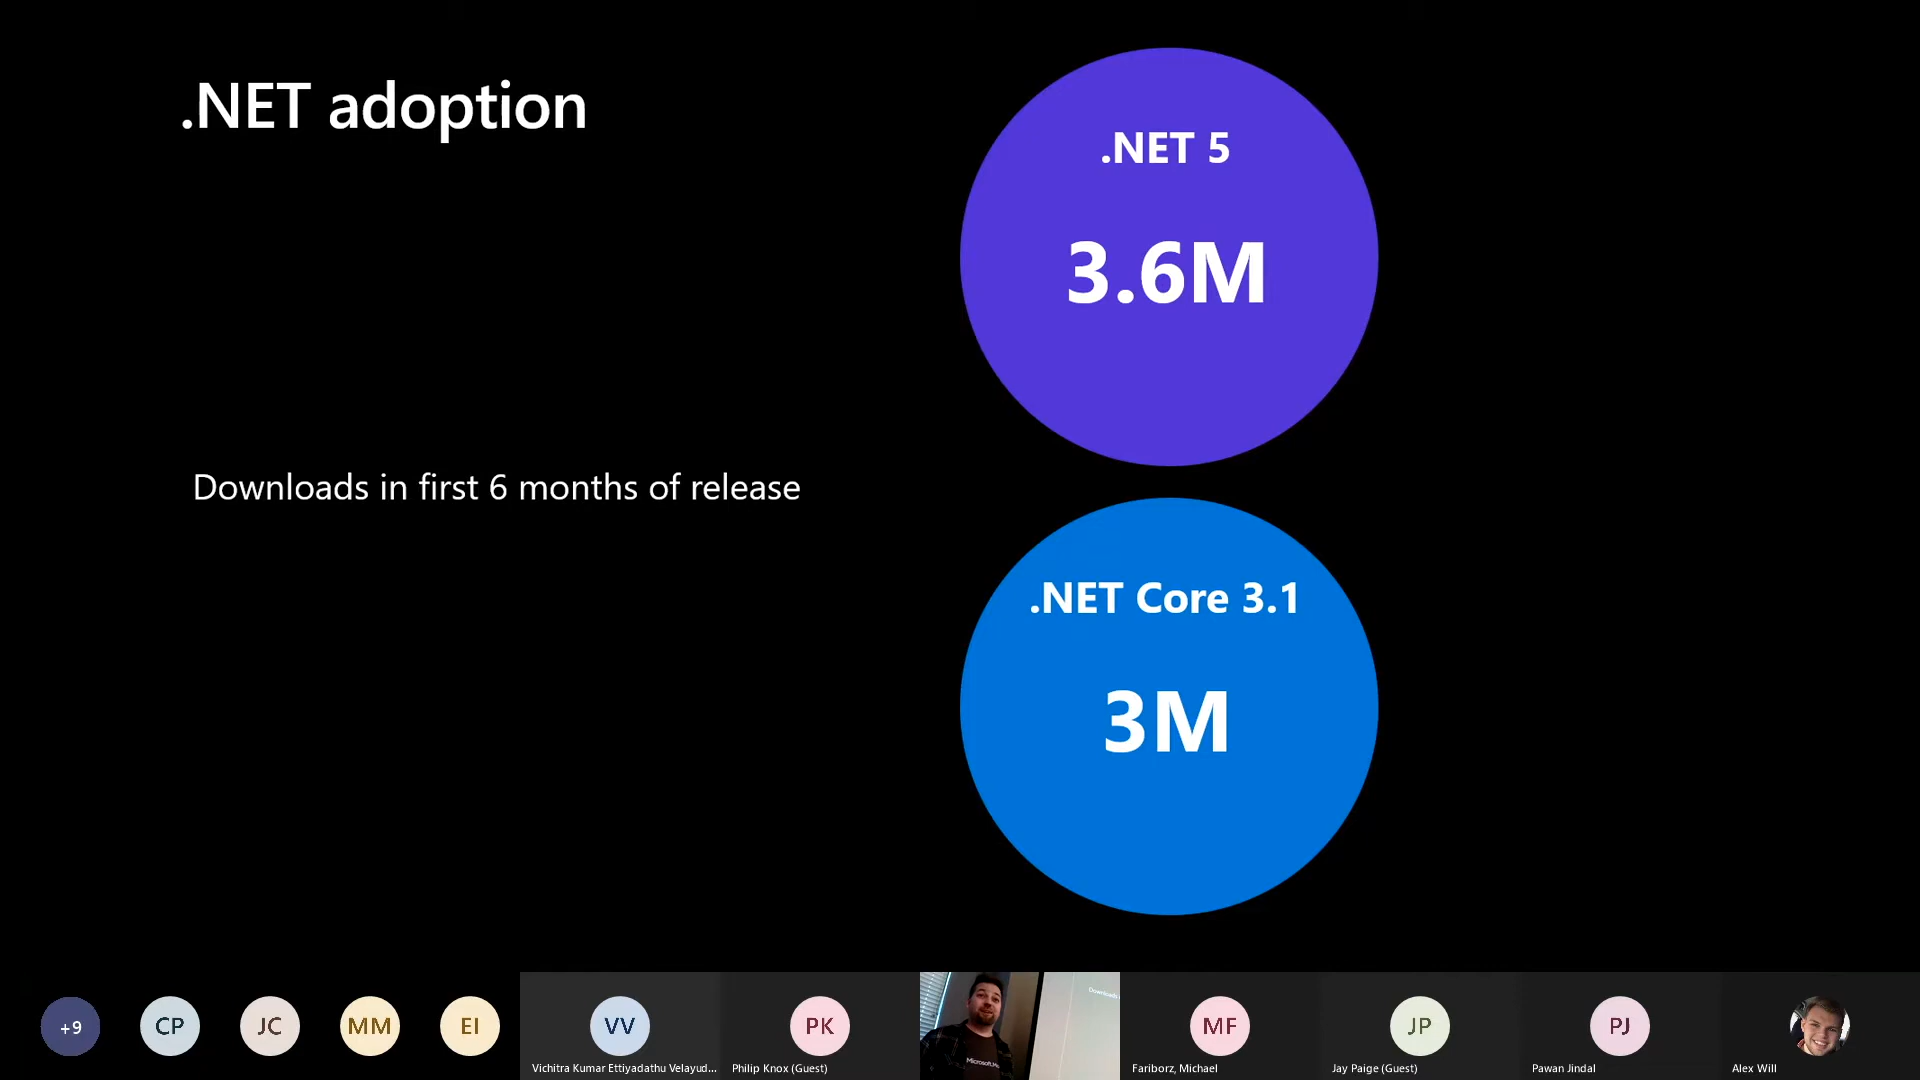 .NET adoption
.NET 5
3.6M
Downloads in first 6 months of release
.NET Core 3.1
3M
+9
CP
JC
MM
EI
VV
Vichitra Kumar Ettiyadathu Velayud...
PK
Philip Knox (Guest)
Downloads
Microsoft
MF
Fariborz, Michael
JP
Jay Paige (Guest)
PJ
Pawan Jindal
Alex Will